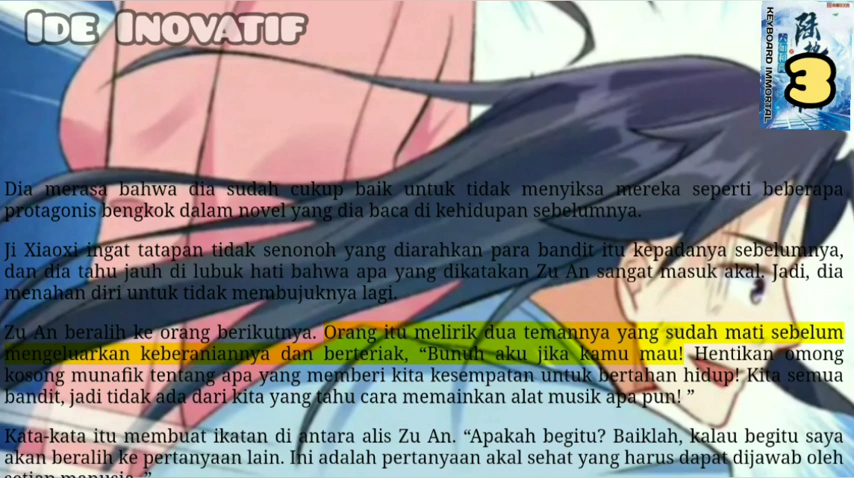 Ide Inovatif
KEYBOARD IMMORTAL
3
Dia merasa bahwa dia sudah cukup baik untuk tidak menyiksa mereka seperti beberapa
protagonis bengkok dalam novel yang dia baca di kehidupan sebelumnya.
Ji Xiaoxi ingat tatapan tidak senonoh yang diarahkan para bandit itu kepadanya sebelumnya,
dan dia tahu jauh di lubuk hati bahwa apa yang dikatakan Zu An sangat masuk akal. Jadi, dia
menahan diri untuk tidak membujuknya lagi.
Zu An beralih ke orang berikutnya. Orang itu melirik dua temannya yang sudah mati sebelum
mengeluarkan keberaniannya dan berteriak, “Bunuh aku jika kamu mau! Hentikan omong
kosong munafik tentang apa yang memberi kita kesempatan untuk bertahan hidup! Kita semua
bandit, jadi tidak ada dari kita yang tahu cara memainkan alat musik apa pun! ”
Kata-kata itu membuat ikatan di antara alis Zu An. “Apakah begitu? Baiklah, kalau begitu saya
akan beralih ke pertanyaan lain. Ini adalah pertanyaan akal sehat yang harus dapat dijawab oleh
setiap manusia. ”